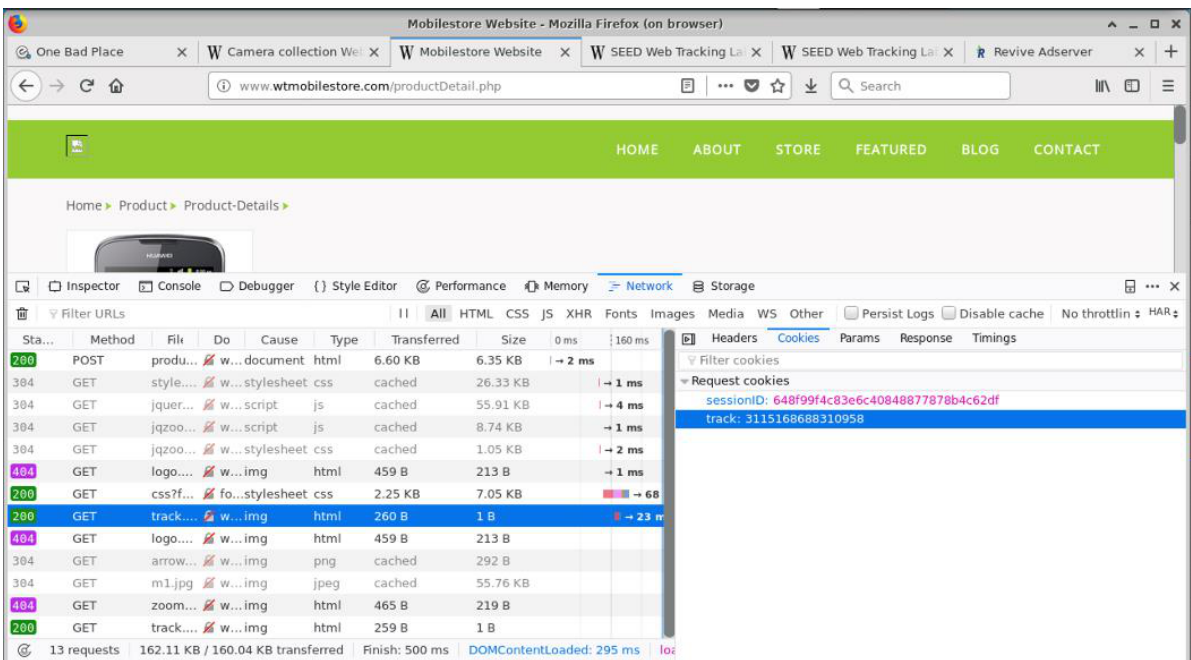 Mobilestore Website - Mozilla Firefox (on browser)
One Bad Place W Camera collection We W Mobilestore Website W SEED Web Tracking La W SEED Web Tracking La Revive Adserver
www.wtmobilestore.com/productDetail.php Search
HOME ABOUT STORE FEATURED BLOG CONTACT
Home Product Product-Details
HUAWEI
Inspector Console Debugger {} Style Editor Performance Memory Network Storage
Filter URLs All HTML CSS JS XHR Fonts Images Media WS Other Persist Logs Disable cache No throttlin HAR
Sta... Method File Do Cause Type Transferred Size 0 ms 160 ms Headers Cookies Params Response Timings
Filter cookies
200 POST produ... w... document html 6.60 KB 6.35 KB → 2 ms
Request cookies
304 GET style.... w... stylesheet css cached 26.33 KB → 1 ms
sessionID: 648f99f4c83e6c40848877878b4c62df
304 GET jquer... w... script js cached 55.91 KB → 4 ms
track: 3115168688310958
304 GET jqzoo... w... script js cached 8.74 KB → 1 ms
304 GET jqzoo... w... stylesheet css cached 1.05 KB → 2 ms
404 GET logo.... w... img html 459 B 213 B → 1 ms
200 GET css?f... fo... stylesheet css 2.25 KB 7.05 KB → 68
200 GET track.... w... img html 260 B 1 B → 23 m
404 GET logo.... w... img html 459 B 213 B
304 GET arrow... w... img png cached 292 B
304 GET m1.jpg w... img jpeg cached 55.76 KB
404 GET zoom... w... img html 465 B 219 B
200 GET track.... w... img html 259 B 1 B
13 requests 162.11 KB / 160.04 KB transferred Finish: 500 ms DOMContentLoaded: 295 ms loa